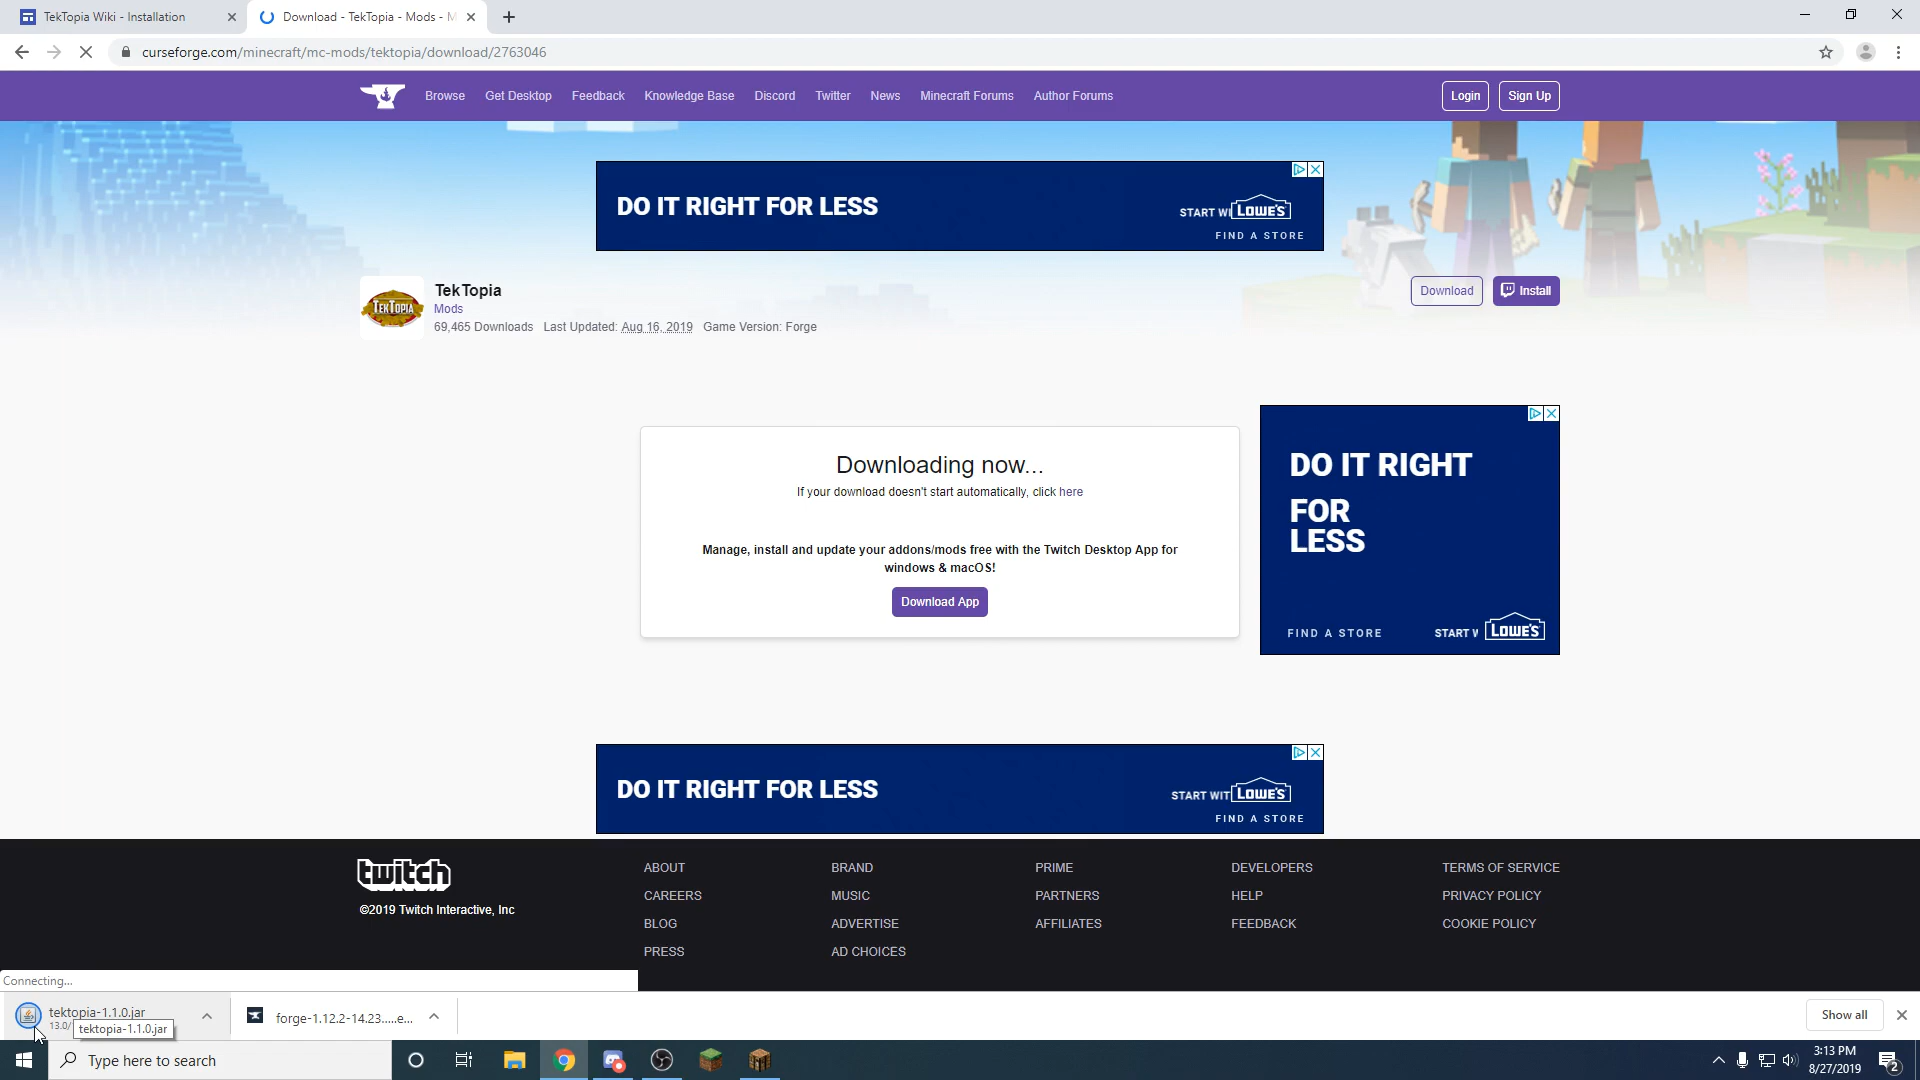 TekTopia Wiki - Installation
Download - TekTopia - Mods - M
curseforge.com/minecraft/mc-mods/tektopia/download/2763046
Browse Get Desktop Feedback Knowledge Base Discord Twitter News Minecraft Forums Author Forums Login Sign Up
DO IT RIGHT FOR LESS
START WI LOWE'S
FIND A STORE
TEKTOPIA
TekTopia
Mods
69,465 Downloads Last Updated: Aug 16, 2019 Game Version: Forge
Download Install
Downloading now...
If your download doesn't start automatically, click here
Manage, install and update your addons/mods free with the Twitch Desktop App for
windows & macOS!
Download App
DO IT RIGHT
FOR
LESS
FIND A STORE START W LOWE'S
DO IT RIGHT FOR LESS
START WIT LOWE'S
FIND A STORE
twitch
©2019 Twitch Interactive, Inc
ABOUT BRAND PRIME DEVELOPERS TERMS OF SERVICE
CAREERS MUSIC PARTNERS HELP PRIVACY POLICY
BLOG ADVERTISE AFFILIATES FEEDBACK COOKIE POLICY
PRESS AD CHOICES
Connecting...
tektopia-1.1.0.jar
13.0/
tektopia-1.1.0.jar
forge-1.12.2-14.23.....e...
Show all
Type here to search
3:13 PM
8/27/2019
2